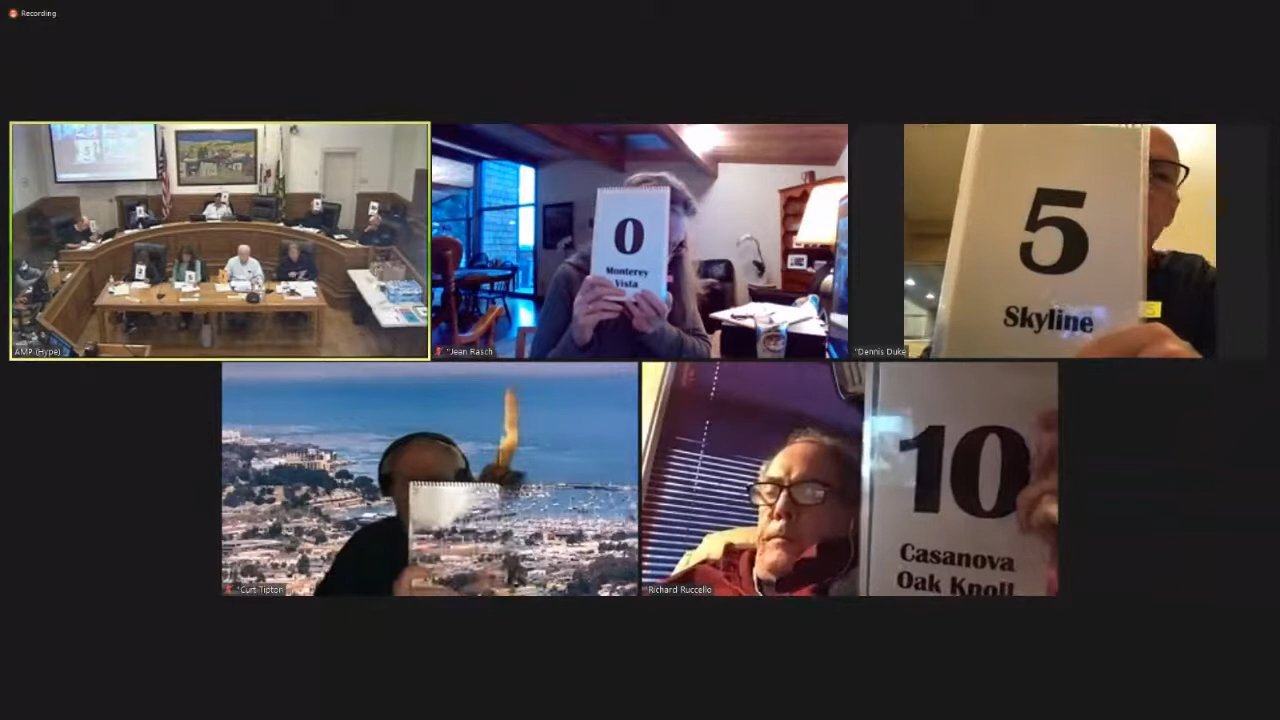 Recording
0
Monterey
Vista
5
Skyline
AMP (Hype)
"Jean Rasch
"Dennis Duke
10
Casanova
Oak Knoll
"Curt Tipton
"Richard Ruccello